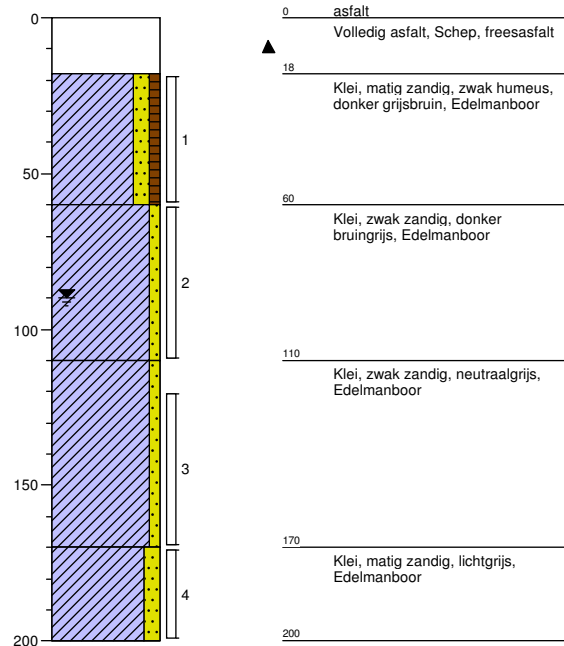 0
50
100
150
200
1
2
3
4
0
asfalt
Volledig asfalt, Schep, freesasfalt
18
Klei, matig zandig, zwak humeus,
donker grijsbruin, Edelmanboor
60
Klei, zwak zandig, donker
bruingrijs, Edelmanboor
110
Klei, zwak zandig, neutraalgrijs,
Edelmanboor
170
Klei, matig zandig, lichtgrijs,
Edelmanboor
200